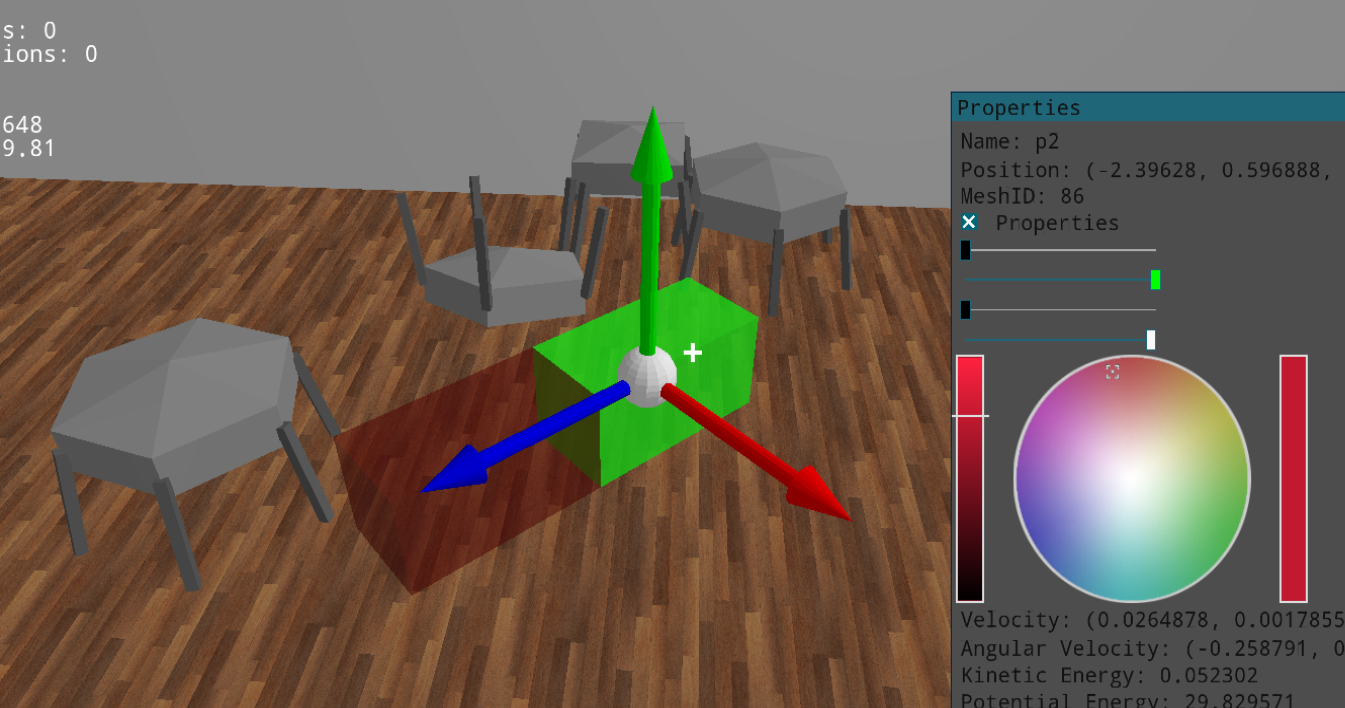 s: 0
ions: 0
648
9.81
Properties
Name: p2
Position: (-2.39628, 0.596888,
MeshID: 86
Properties
Velocity: (0.0264878, 0.0017855
Angular Velocity: (-0.258791, 0
Kinetic Energy: 0.052302
Potential Energy: 29.829571